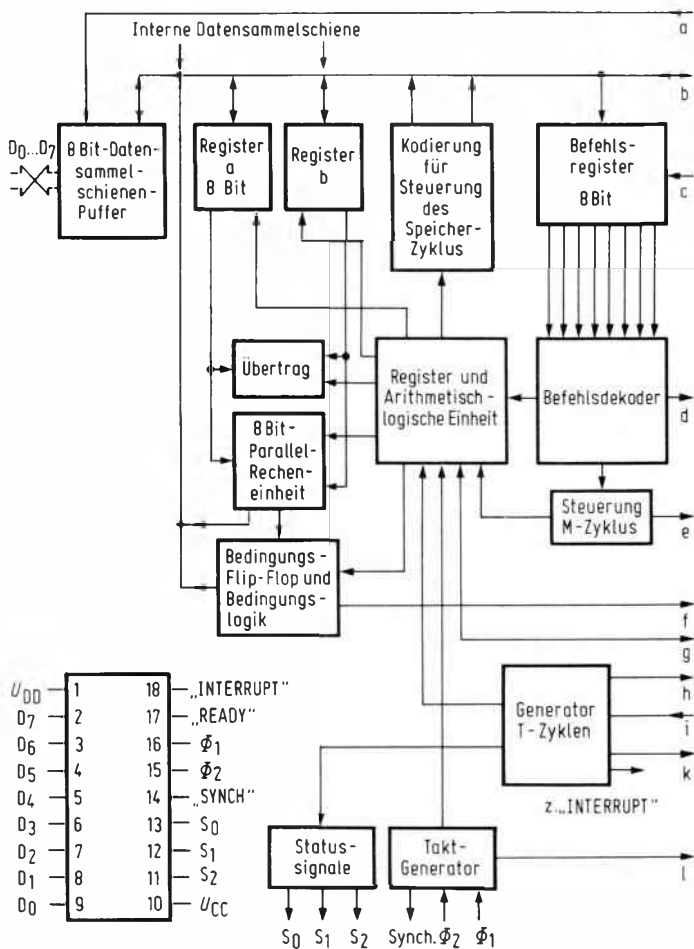 Interne Datensammelschiene
a
b
D0...D7
8 Bit-Daten-
sammel-
schienen-
Puffer
Register
a
8 Bit
Register
b
Kodierung
für
Steuerung
des
Speicher-
Zyklus
Befehls-
register
8Bit
c
Übertrag
Register und
Arithmetisch-
logische Einheit
Befehlsdekoder
d
8Bit-
Parallel-
Rechen-
einheit
Steuerung
M-Zyklus
e
Bedingungs-
Flip-Flop und
Bedingungs-
logik
f
g
h
Generator
T-Zyklen
i
k
z.„INTERRUPT"
Status-
signale
Takt-
Generator
l
S0 S1 S2
Synch. Φ2 Φ1
UDD 1 18 „INTERRUPT"
D7 2 17 „READY"
D6 3 16 Φ1
D5 4 15 Φ2
D4 5 14 „SYNCH"
D3 6 13 S0
D2 7 12 S1
D1 8 11 S2
D0 9 10 UCC